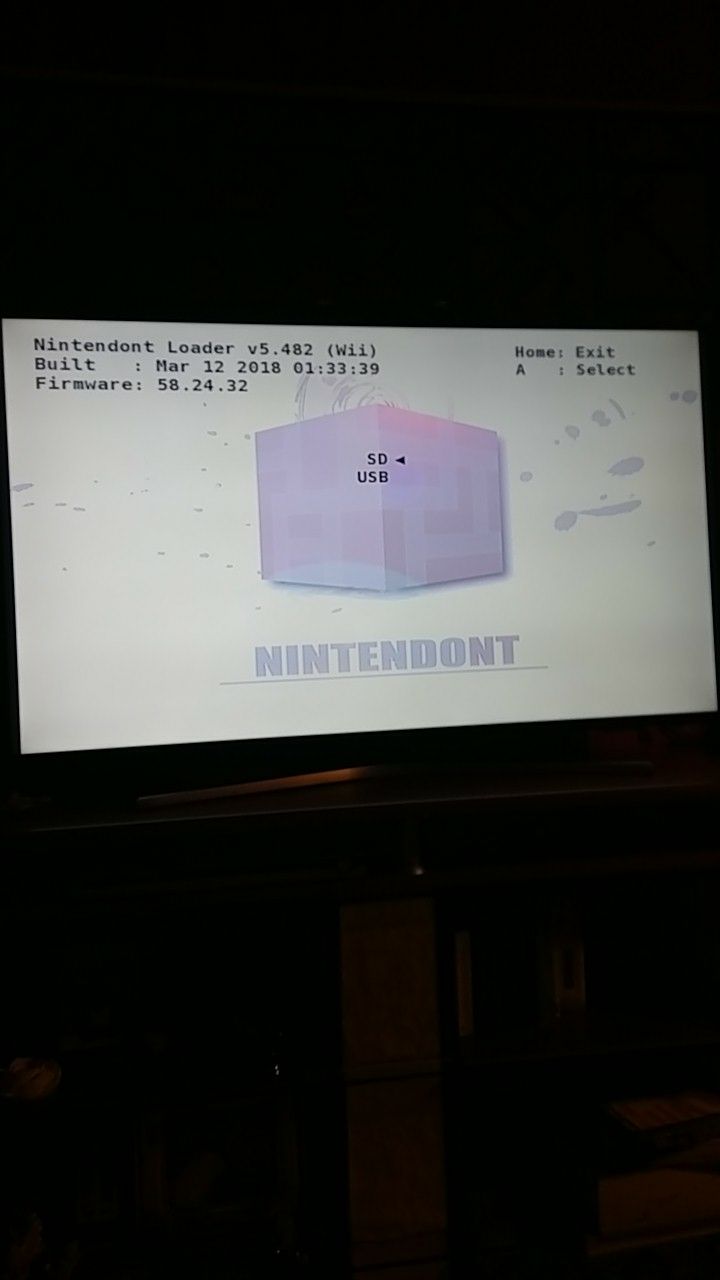 Nintendont Loader v5.482 (Wii)
Built   : Mar 12 2018 01:33:39
Firmware: 58.24.32
Home: Exit
A   : Select
SD ◄
USB
NINTENDONT